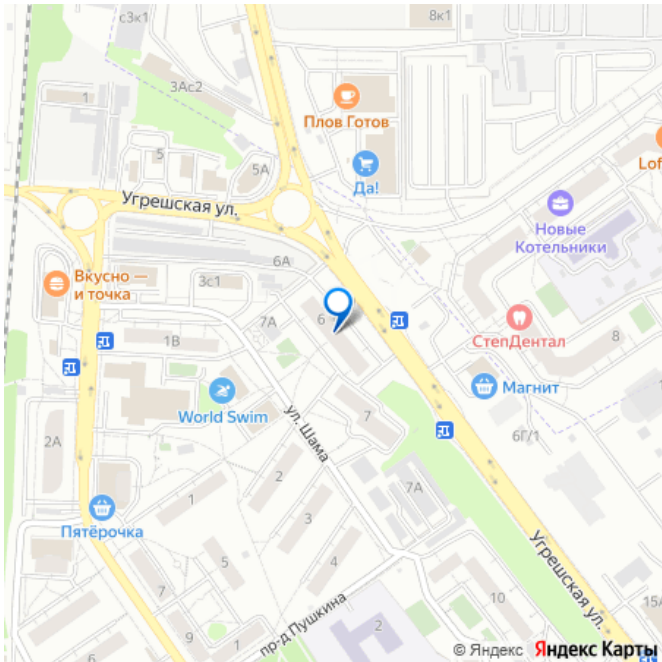 с3к1
8к1
3Ас2
Плов Готов
5
5А
Да!
Lof
Угрешская ул.
Новые
Котельники
6А
Вкусно —
и точка
3с1
7А
6
СтепДентал
8
1В
World Swim
Магнит
ул. Шама
7
2А
6Г/1
2
7А
1
Пятёрочка
3
5
4
Угрешская ул.
7
10
15А
9
пр-д Пушкина
2
© Яндекс Яндекс Карты